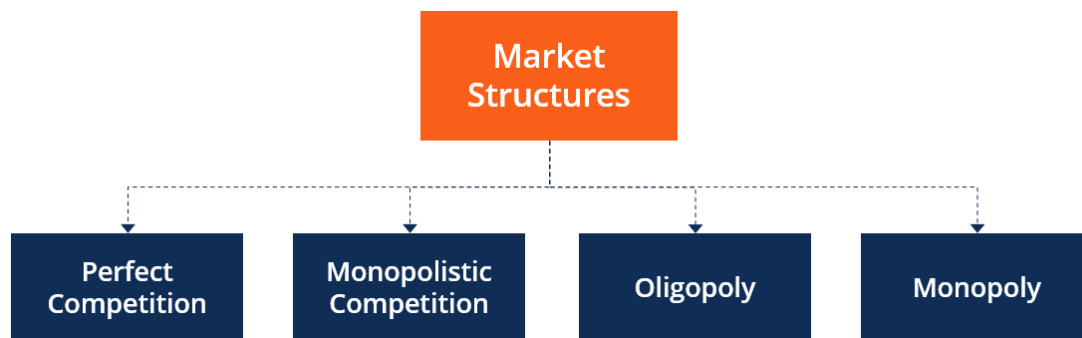 Market
Structures
Perfect
Competition
Monopolistic
Competition
Oligopoly
Monopoly